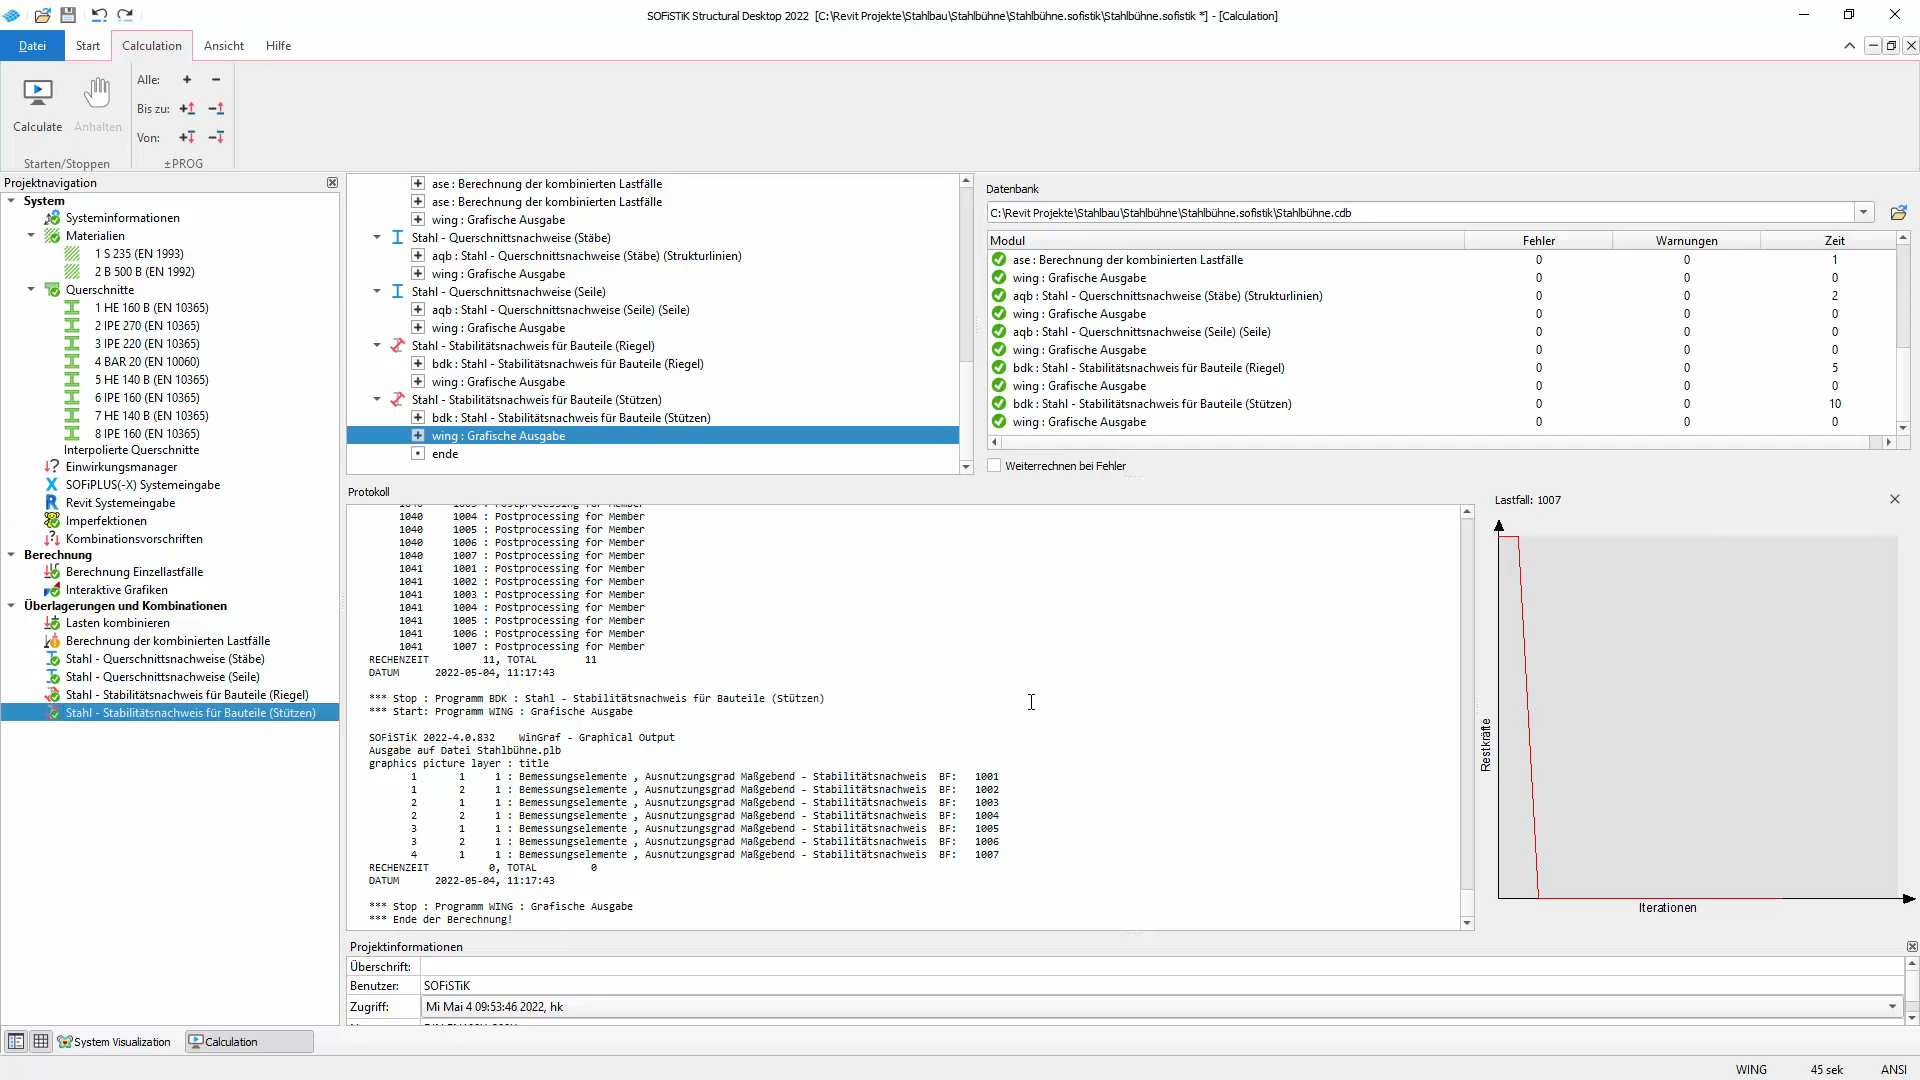 SOFiSTiK Structural Desktop 2022 [C:\Revit Projekte\Stahlbau\Stahlbühne\Stahlbühne.sofistik\Stahlbühne.sofistik *] - [Calculation]
Datei Start Calculation Ansicht Hilfe
Calculate
Anhalten
Starten/Stoppen
Alle: + -
Bis zu:
Von:
±PROG
Projektnavigation
System
Systeminformationen
Materialien
1 S 235 (EN 1993)
2 B 500 B (EN 1992)
Querschnitte
1 HE 160 B (EN 10365)
2 IPE 270 (EN 10365)
3 IPE 220 (EN 10365)
4 BAR 20 (EN 10060)
5 HE 140 B (EN 10365)
6 IPE 160 (EN 10365)
7 HE 140 B (EN 10365)
8 IPE 160 (EN 10365)
Interpolierte Querschnitte
Einwirkungsmanager
SOFiPLUS(-X) Systemeingabe
Revit Systemeingabe
Imperfektionen
Kombinationsvorschriften
Berechnung
Berechnung Einzellastfälle
Interaktive Grafiken
Überlagerungen und Kombinationen
Lasten kombinieren
Berechnung der kombinierten Lastfälle
Stahl - Querschnittsnachweise (Stäbe)
Stahl - Querschnittsnachweise (Seile)
Stahl - Stabilitätsnachweis für Bauteile (Riegel)
Stahl - Stabilitätsnachweis für Bauteile (Stützen)
ase : Berechnung der kombinierten Lastfälle
ase : Berechnung der kombinierten Lastfälle
wing : Grafische Ausgabe
Stahl - Querschnittsnachweise (Stäbe)
aqb : Stahl - Querschnittsnachweise (Stäbe) (Strukturlinien)
wing : Grafische Ausgabe
Stahl - Querschnittsnachweise (Seile)
aqb : Stahl - Querschnittsnachweise (Seile) (Seile)
wing : Grafische Ausgabe
Stahl - Stabilitätsnachweis für Bauteile (Riegel)
bdk : Stahl - Stabilitätsnachweis für Bauteile (Riegel)
wing : Grafische Ausgabe
Stahl - Stabilitätsnachweis für Bauteile (Stützen)
bdk : Stahl - Stabilitätsnachweis für Bauteile (Stützen)
wing : Grafische Ausgabe
ende
Datenbank
C:\Revit Projekte\Stahlbau\Stahlbühne\Stahlbühne.sofistik\Stahlbühne.cdb
Modul Fehler Warnungen Zeit
ase : Berechnung der kombinierten Lastfälle 0 0 1
wing : Grafische Ausgabe 0 0 0
aqb : Stahl - Querschnittsnachweise (Stäbe) (Strukturlinien) 0 0 2
wing : Grafische Ausgabe 0 0 0
aqb : Stahl - Querschnittsnachweise (Seile) (Seile) 0 0 0
wing : Grafische Ausgabe 0 0 0
bdk : Stahl - Stabilitätsnachweis für Bauteile (Riegel) 0 0 5
wing : Grafische Ausgabe 0 0 0
bdk : Stahl - Stabilitätsnachweis für Bauteile (Stützen) 0 0 10
wing : Grafische Ausgabe 0 0 0
Weiterrechnen bei Fehler
Protokoll
1040 1004 : Postprocessing for Member
1040 1005 : Postprocessing for Member
1040 1006 : Postprocessing for Member
1040 1007 : Postprocessing for Member
1041 1001 : Postprocessing for Member
1041 1002 : Postprocessing for Member
1041 1003 : Postprocessing for Member
1041 1004 : Postprocessing for Member
1041 1005 : Postprocessing for Member
1041 1006 : Postprocessing for Member
1041 1007 : Postprocessing for Member
RECHENZEIT 11, TOTAL 11
DATUM 2022-05-04, 11:17:43
*** Stop : Programm BDK : Stahl - Stabilitätsnachweis für Bauteile (Stützen)
*** Start: Programm WING : Grafische Ausgabe
SOFiSTiK 2022-4.0.832 WinGraf - Graphical Output
Ausgabe auf Datei Stahlbühne.plb
graphics picture layer : title
1 1 1 : Bemessungselemente , Ausnutzungsgrad Maßgebend - Stabilitätsnachweis BF: 1001
1 2 1 : Bemessungselemente , Ausnutzungsgrad Maßgebend - Stabilitätsnachweis BF: 1002
2 1 1 : Bemessungselemente , Ausnutzungsgrad Maßgebend - Stabilitätsnachweis BF: 1003
2 2 1 : Bemessungselemente , Ausnutzungsgrad Maßgebend - Stabilitätsnachweis BF: 1004
3 1 1 : Bemessungselemente , Ausnutzungsgrad Maßgebend - Stabilitätsnachweis BF: 1005
3 2 1 : Bemessungselemente , Ausnutzungsgrad Maßgebend - Stabilitätsnachweis BF: 1006
4 1 1 : Bemessungselemente , Ausnutzungsgrad Maßgebend - Stabilitätsnachweis BF: 1007
RECHENZEIT 0, TOTAL 0
DATUM 2022-05-04, 11:17:43
*** Stop : Programm WING : Grafische Ausgabe
*** Ende der Berechnung!
Lastfall: 1007
Restkräfte
Iterationen
Projektinformationen
Überschrift:
Benutzer: SOFiSTiK
Zugriff: Mi Mai 4 09:53:46 2022, hk
System Visualization
Calculation
WING 45 sek ANSI